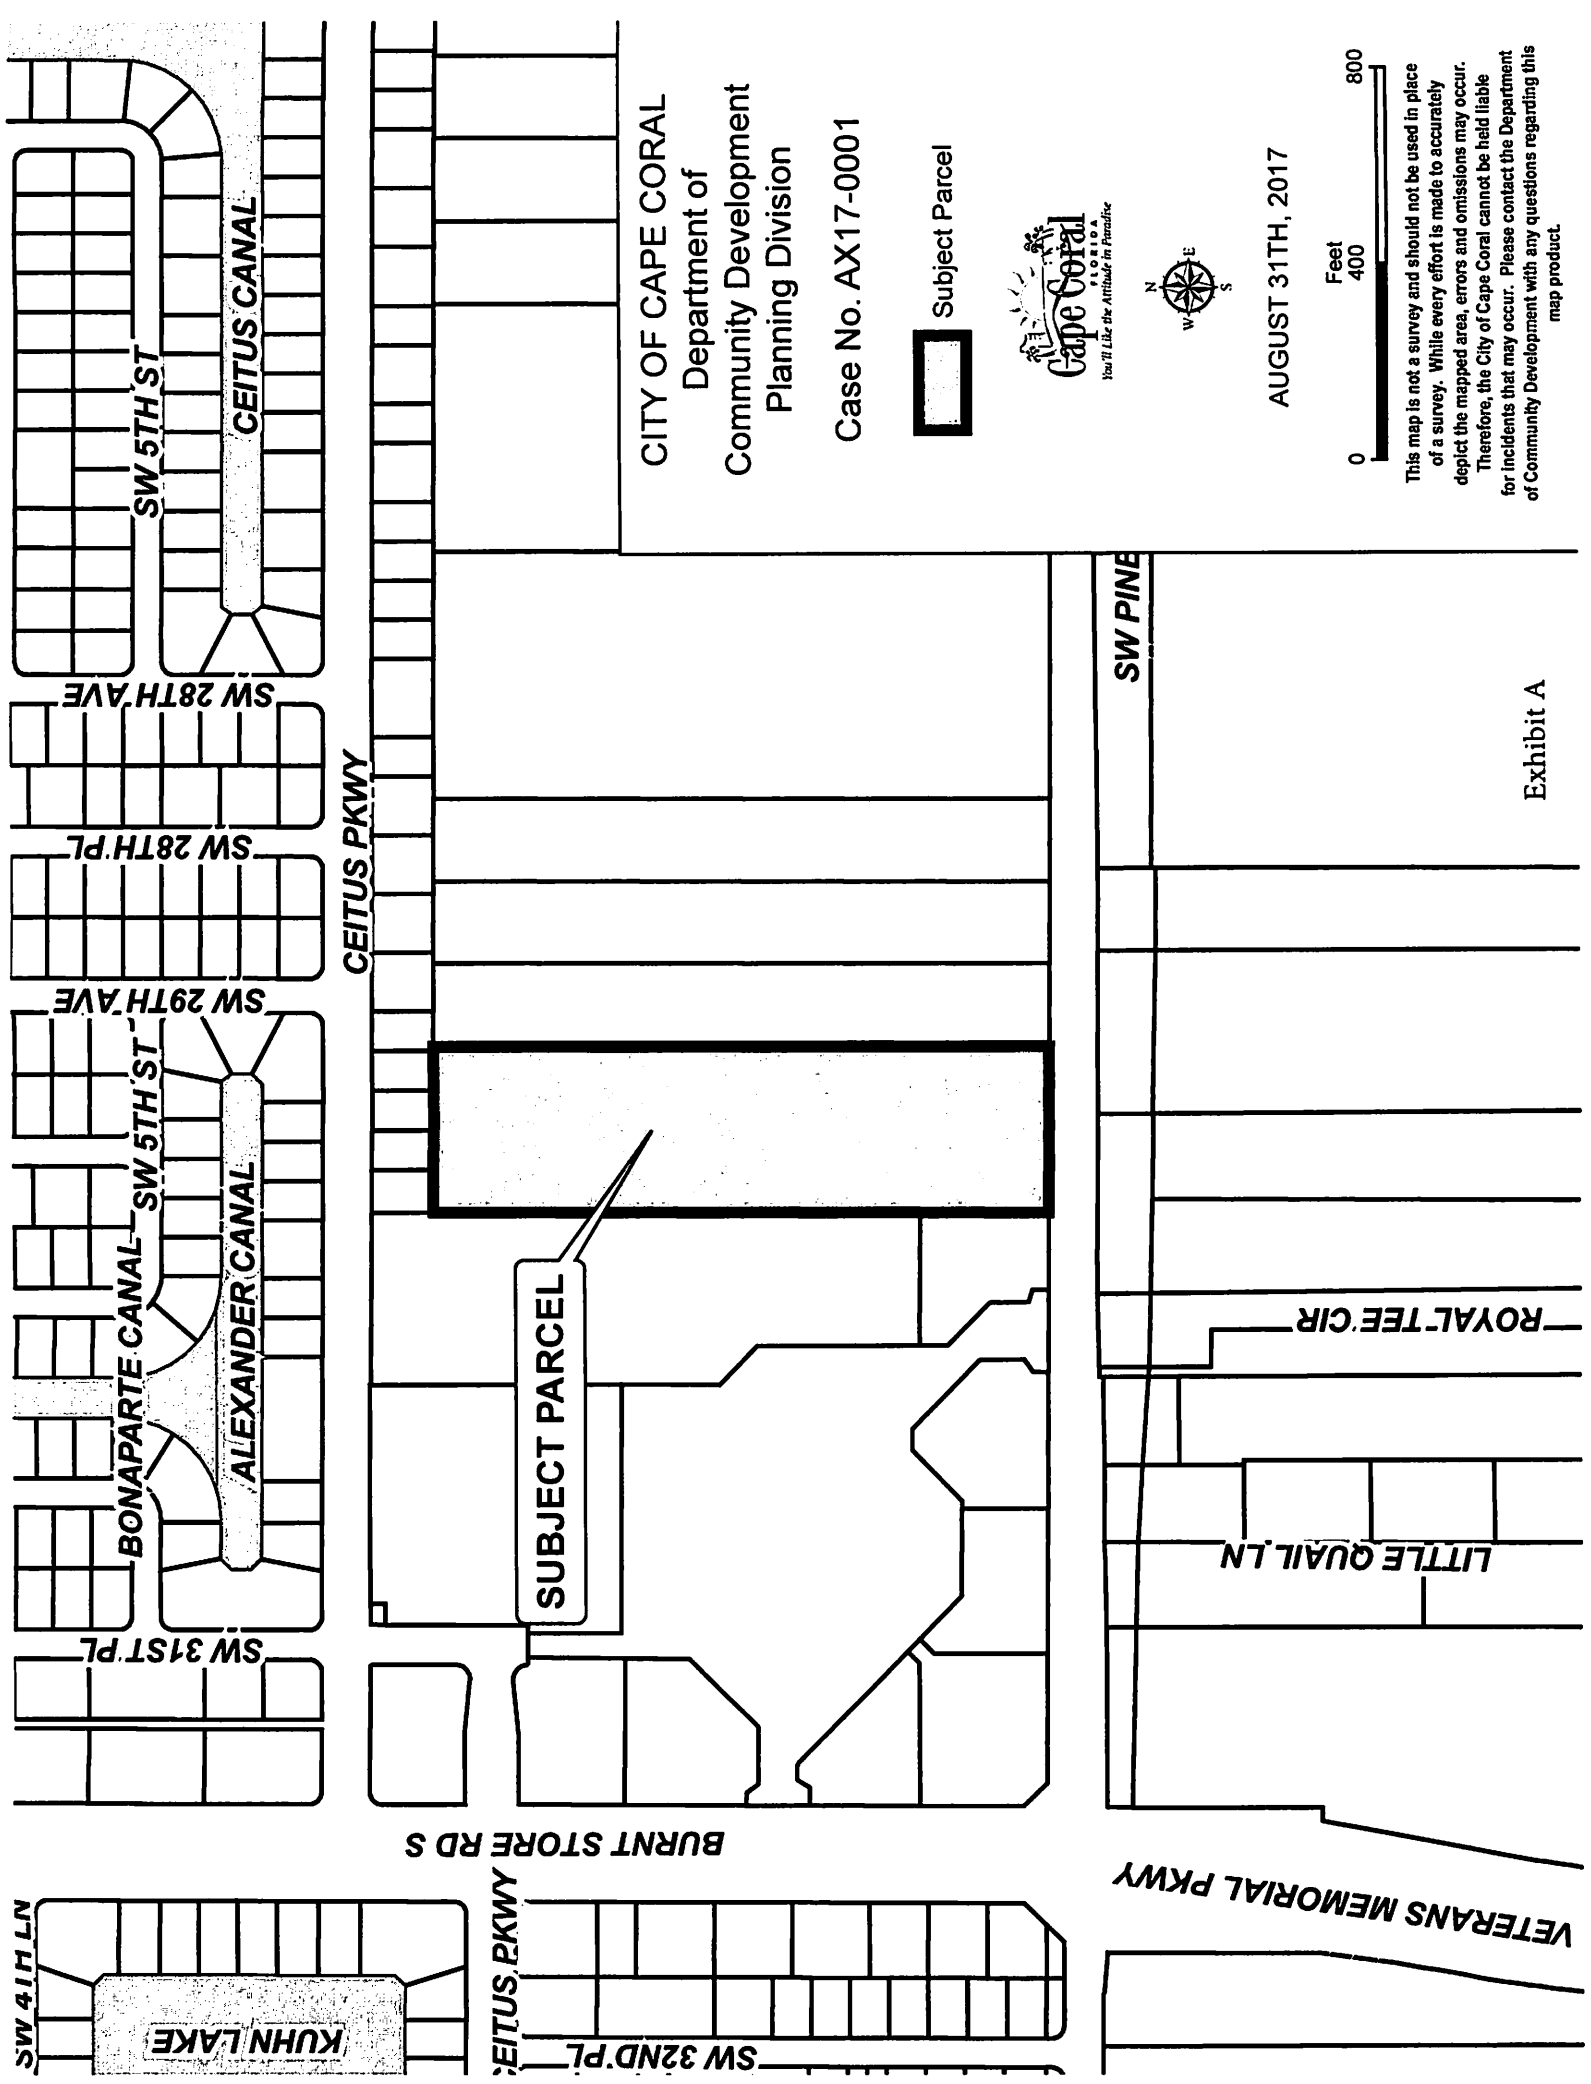 SW 4TH LN
KUHN LAKE
CEITUS PKWY
SW 32ND PL
BURNT STORE RD S
VETERANS MEMORIAL PKWY
SW 31ST PL
BONAPARTE CANAL
ALEXANDER CANAL
SW 5TH ST
SW 29TH AVE
SW 28TH PL
SW 28TH AVE
CEITUS PKWY
SW 5TH ST
CEITUS CANAL
SUBJECT PARCEL
LITTLE QUAIL LN
ROYAL TEE CIR
SW PINE
CITY OF CAPE CORAL
Department of
Community Development
Planning Division
Case No. AX17-0001
Subject Parcel
Cape Coral
FLORIDA
You'll Like the Attitude in Paradise
N
W
E
S
AUGUST 31TH, 2017
Feet
0 400 800
This map is not a survey and should not be used in place
of a survey. While every effort is made to accurately
depict the mapped area, errors and omissions may occur.
Therefore, the City of Cape Coral cannot be held liable
for incidents that may occur. Please contact the Department
of Community Development with any questions regarding this
map product.
Exhibit A